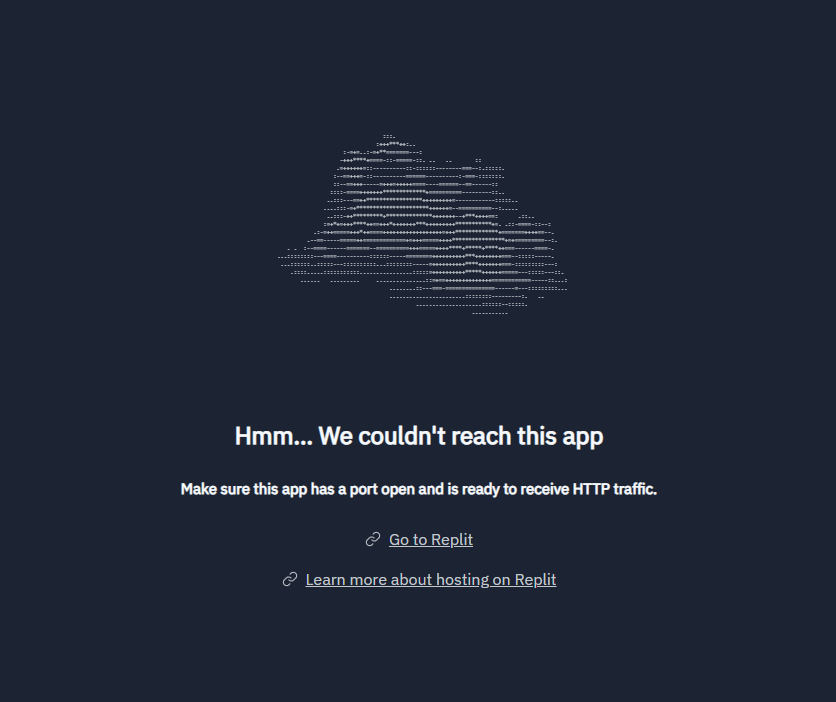 Hmm... We couldn't reach this app
Make sure this app has a port open and is ready to receive HTTP traffic.
Go to Replit
Learn more about hosting on Replit